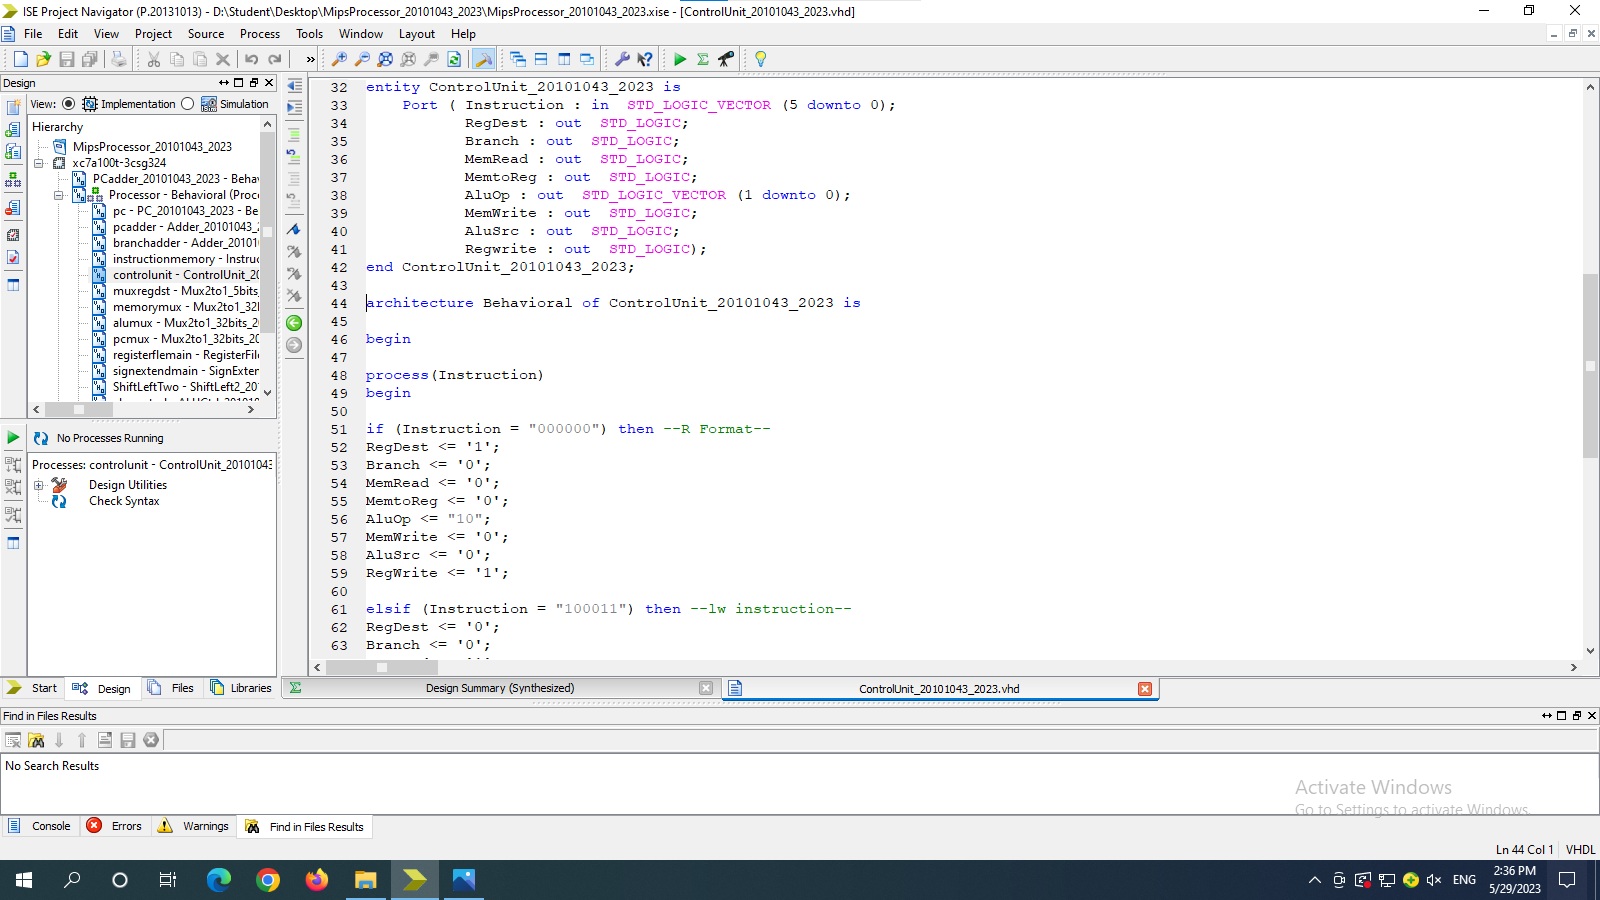 ISE Project Navigator (P.20131013) - D:\Student\Desktop\MipsProcessor_20101043_2023\MipsProcessor_20101043_2023.xise - [ControlUnit_20101043_2023.vhd]
File Edit View Project Source Process Tools Window Layout Help
Design
View: Implementation Simulation
Hierarchy
MipsProcessor_20101043_2023
xc7a100t-3csg324
PCadder_20101043_2023 - Behav
Processor - Behavioral (Proce
pc - PC_20101043_2023 - Be
pcadder - Adder_20101043_
branchadder - Adder_20101
instructionmemory - Instruc
controlunit - ControlUnit_20
muxregdst - Mux2to1_5bits_
memorymux - Mux2to1_32l
alumux - Mux2to1_32bits_2
pcmux - Mux2to1_32bits_20
registerflemain - RegisterFil
signextendmain - SignExten
ShiftLeftTwo - ShiftLeft2_20
No Processes Running
Processes: controlunit - ControlUnit_20101043
Design Utilities
Check Syntax
Start Design Files Libraries
32 entity ControlUnit_20101043_2023 is
33 Port ( Instruction : in STD_LOGIC_VECTOR (5 downto 0);
34 RegDest : out STD_LOGIC;
35 Branch : out STD_LOGIC;
36 MemRead : out STD_LOGIC;
37 MemtoReg : out STD_LOGIC;
38 AluOp : out STD_LOGIC_VECTOR (1 downto 0);
39 MemWrite : out STD_LOGIC;
40 AluSrc : out STD_LOGIC;
41 Regwrite : out STD_LOGIC);
42 end ControlUnit_20101043_2023;
43
44 architecture Behavioral of ControlUnit_20101043_2023 is
45
46 begin
47
48 process(Instruction)
49 begin
50
51 if (Instruction = "000000") then --R Format--
52 RegDest <= '1';
53 Branch <= '0';
54 MemRead <= '0';
55 MemtoReg <= '0';
56 AluOp <= "10";
57 MemWrite <= '0';
58 AluSrc <= '0';
59 RegWrite <= '1';
60
61 elsif (Instruction = "100011") then --lw instruction--
62 RegDest <= '0';
63 Branch <= '0';
Design Summary (Synthesized) ControlUnit_20101043_2023.vhd
Find in Files Results
No Search Results
Activate Windows
Go to Settings to activate Windows.
Console Errors Warnings Find in Files Results
Ln 44 Col 1 VHDL
ENG
2:36 PM
5/29/2023